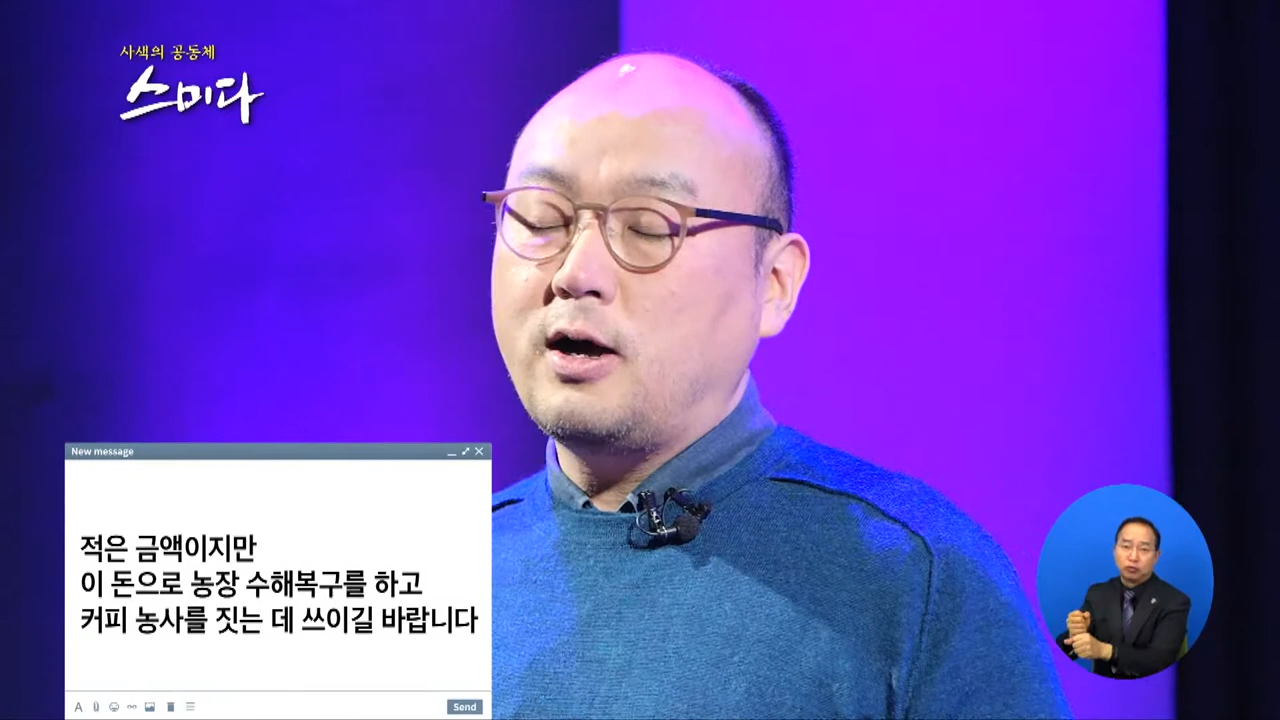 사색의 공동체
스미다
New message
적은 금액이지만
이 돈으로 농장 수해복구를 하고
커피 농사를 짓는 데 쓰이길 바랍니다
A
Send